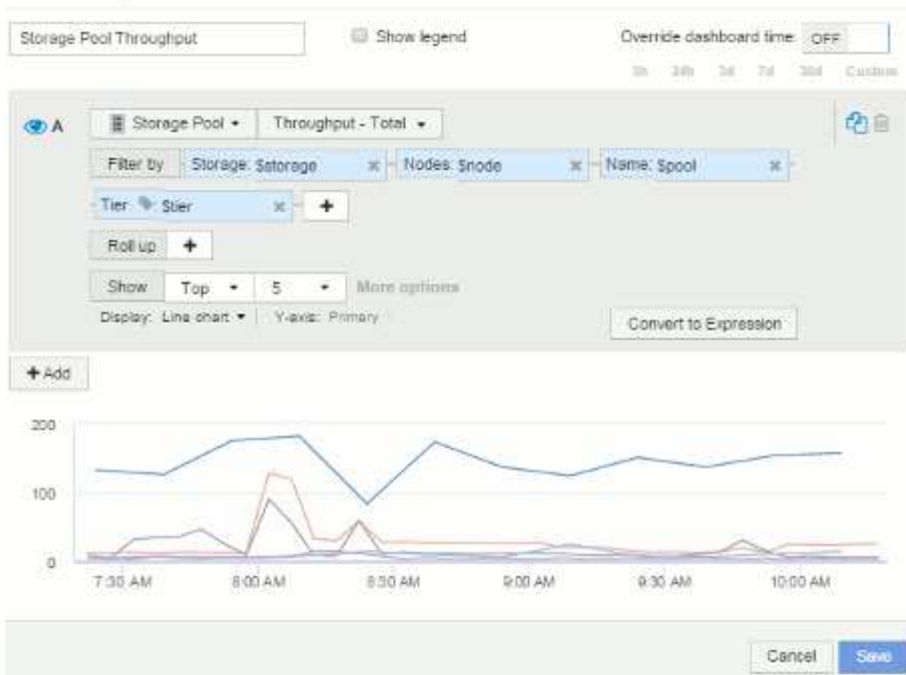 Storage Pool Throughput Show legend Override dashboard time: OFF
3h 24h 3d 7d 30d Custom
A Storage Pool Throughput - Total
Filter by Storage: $storage Nodes: $node Name: $pool
Tier : $tier +
Roll up +
Show Top 5 More options
Display: Line chart Y-axis: Primary Convert to Expression
+ Add
200
100
0
7:30 AM 8:00 AM 8:30 AM 9:00 AM 9:30 AM 10:00 AM
Cancel Save